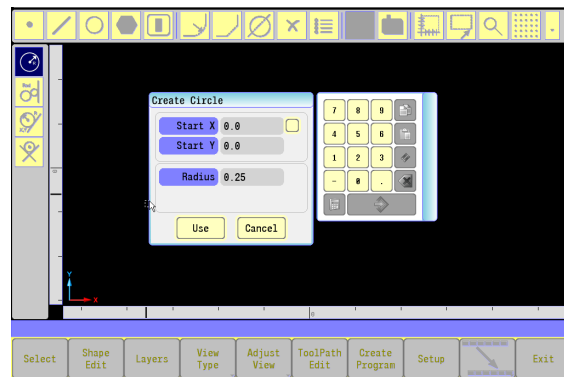 Create Circle
Start X 0.0
Start Y 0.0
Radius 0.25
Use Cancel
7 8 9
4 5 6
1 2 3
- 0 .
Y
X
0
Select Shape Edit Layers View Type Adjust View ToolPath Edit Create Program Setup Exit